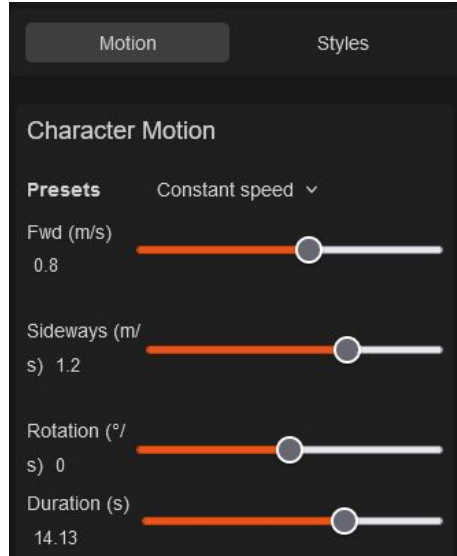 Motion Styles
Character Motion
Presets Constant speed
Fwd (m/s)
0.8
Sideways (m/
s) 1.2
Rotation (°/
s) 0
Duration (s)
14.13